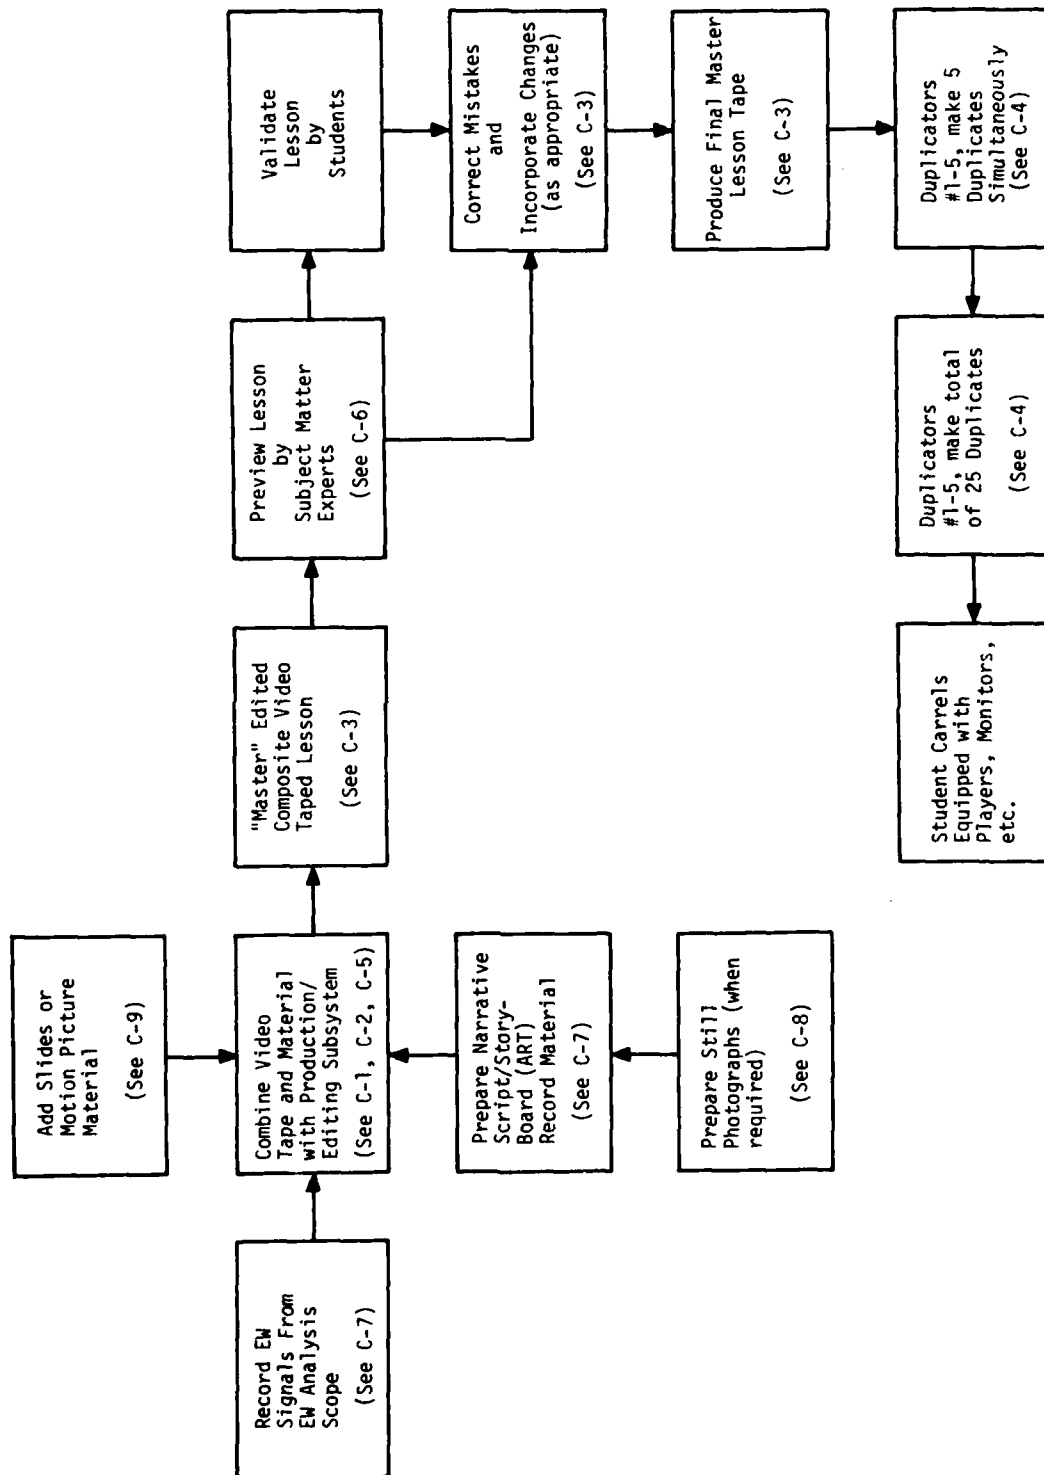 Add Slides or
Motion Picture
Material
(See C-9)
Record EW
Signals From
EW Analysis
Scope
(See C-7)
Combine Video
Tape and Material
with Production/
Editing Subsystem
(See C-1, C-2, C-5)
Prepare Narrative
Script/Story-
Board (ART)
Record Material
(See C-7)
Prepare Still
Photographs (when
required)
(See C-8)
"Master" Edited
Composite Video
Taped Lesson
(See C-3)
Preview Lesson
by
Subject Matter
Experts
(See C-6)
Validate
Lesson
by
Students
Correct Mistakes
and
Incorporate Changes
(as appropriate)
(See C-3)
Produce Final Master
Lesson Tape
(See C-3)
Duplicators
#1-5, make 5
Duplicates
Simultaneously
(See C-4)
Duplicators
#1-5, make total
of 25 Duplicates
(See C-4)
Student Carrels
Equipped with
Players, Monitors,
etc.